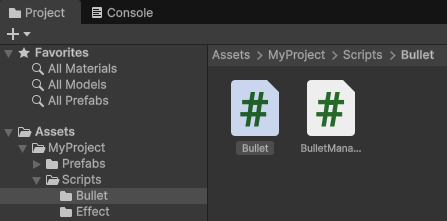 Project
Console
Favorites
All Materials
All Models
All Prefabs
Assets
MyProject
Prefabs
Scripts
Bullet
Effect
Assets > MyProject > Scripts > Bullet
Bullet
BulletMana...